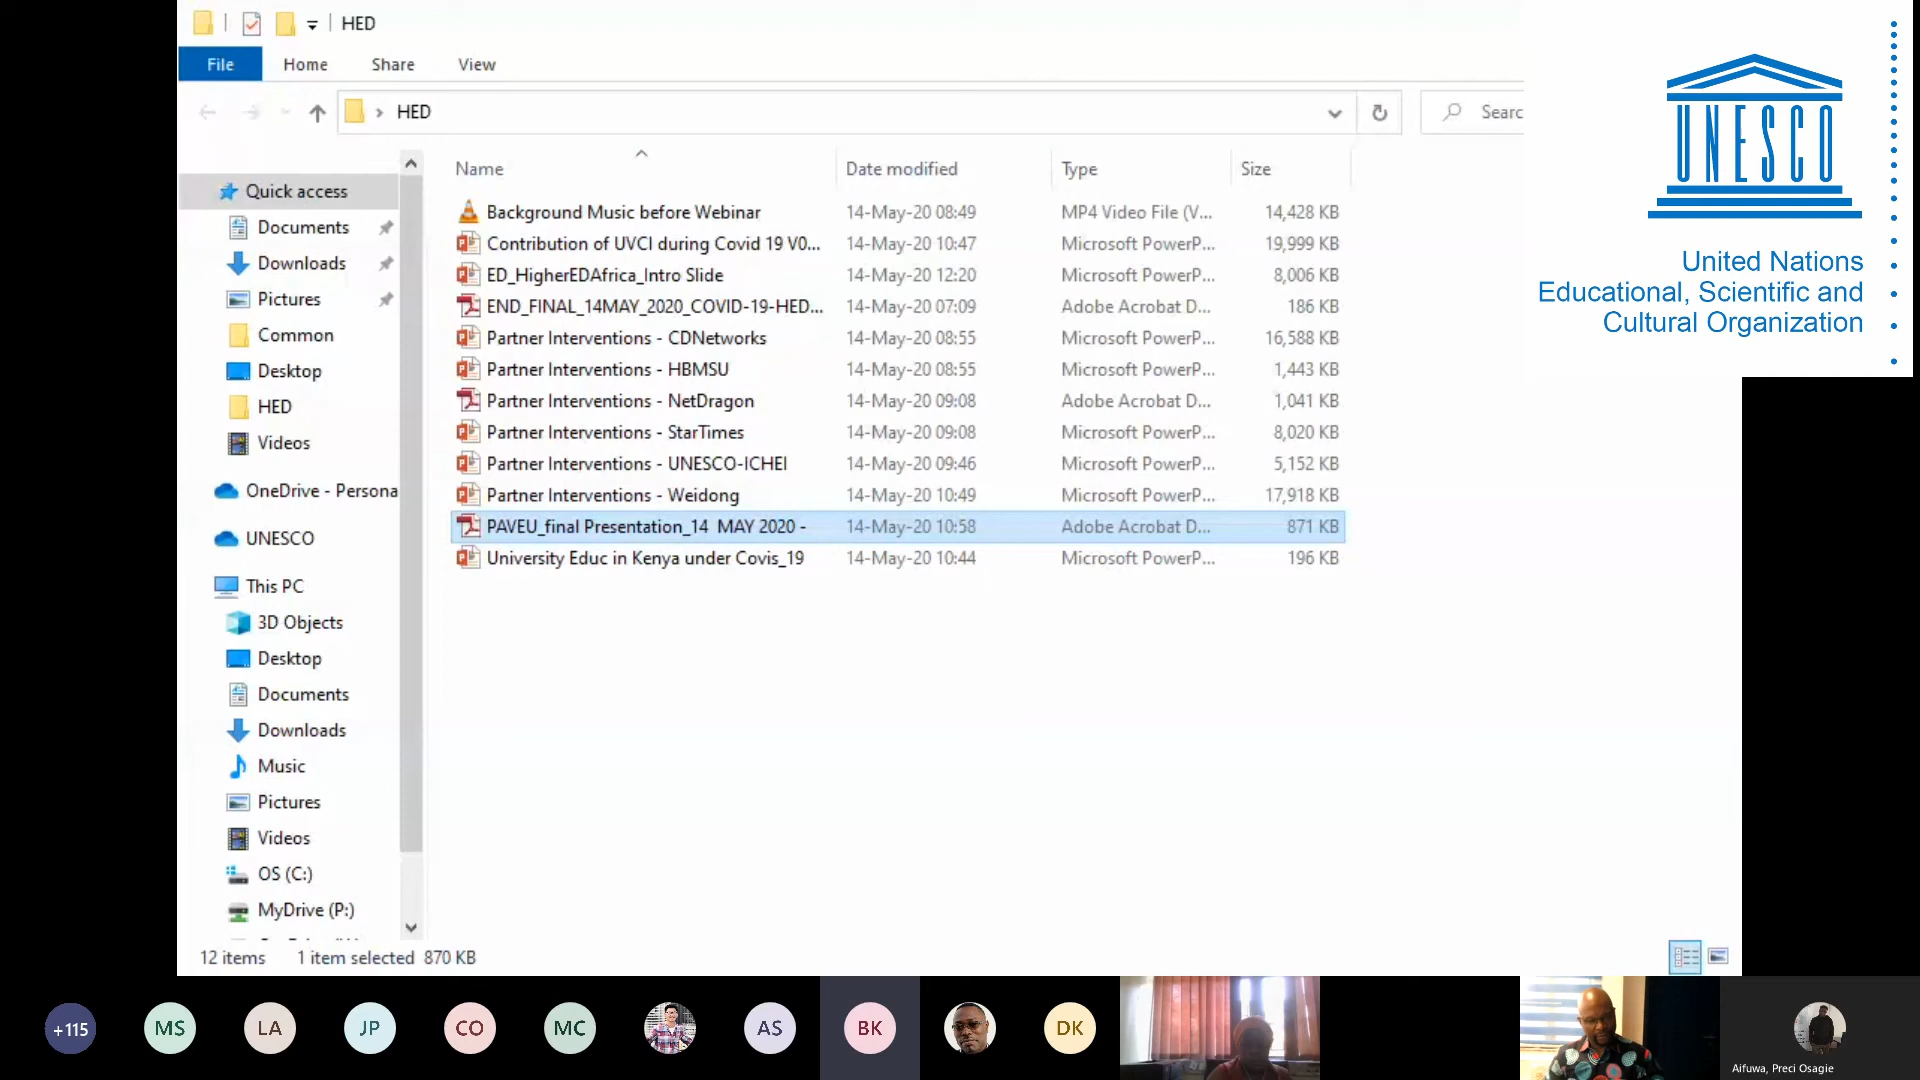 HED
File Home Share View
HED
Searc
UNESCO
United Nations
Educational, Scientific and
Cultural Organization
Name Date modified Type Size
Background Music before Webinar 14-May-20 08:49 MP4 Video File (V... 14,428 KB
Contribution of UVCI during Covid 19 V0... 14-May-20 10:47 Microsoft PowerP... 19,999 KB
ED_HigherEDAfrica_Intro Slide 14-May-20 12:20 Microsoft PowerP... 8,006 KB
END_FINAL_14MAY_2020_COVID-19-HED... 14-May-20 07:09 Adobe Acrobat D... 186 KB
Partner Interventions - CDNetworks 14-May-20 08:55 Microsoft PowerP... 16,588 KB
Partner Interventions - HBMSU 14-May-20 08:55 Microsoft PowerP... 1,443 KB
Partner Interventions - NetDragon 14-May-20 09:08 Adobe Acrobat D... 1,041 KB
Partner Interventions - StarTimes 14-May-20 09:08 Microsoft PowerP... 8,020 KB
Partner Interventions - UNESCO-ICHEI 14-May-20 09:46 Microsoft PowerP... 5,152 KB
Partner Interventions - Weidong 14-May-20 10:49 Microsoft PowerP... 17,918 KB
PAVEU_final Presentation_14 MAY 2020 - 14-May-20 10:58 Adobe Acrobat D... 871 KB
University Educ in Kenya under Covis_19 14-May-20 10:44 Microsoft PowerP... 196 KB
Quick access
Documents
Downloads
Pictures
Common
Desktop
HED
Videos
OneDrive - Persona
UNESCO
This PC
3D Objects
Desktop
Documents
Downloads
Music
Pictures
Videos
OS (C:)
MyDrive (P:)
12 items 1 item selected 870 KB
+115 MS LA JP CO MC AS BK DK
Aifuwa, Preci Osagie